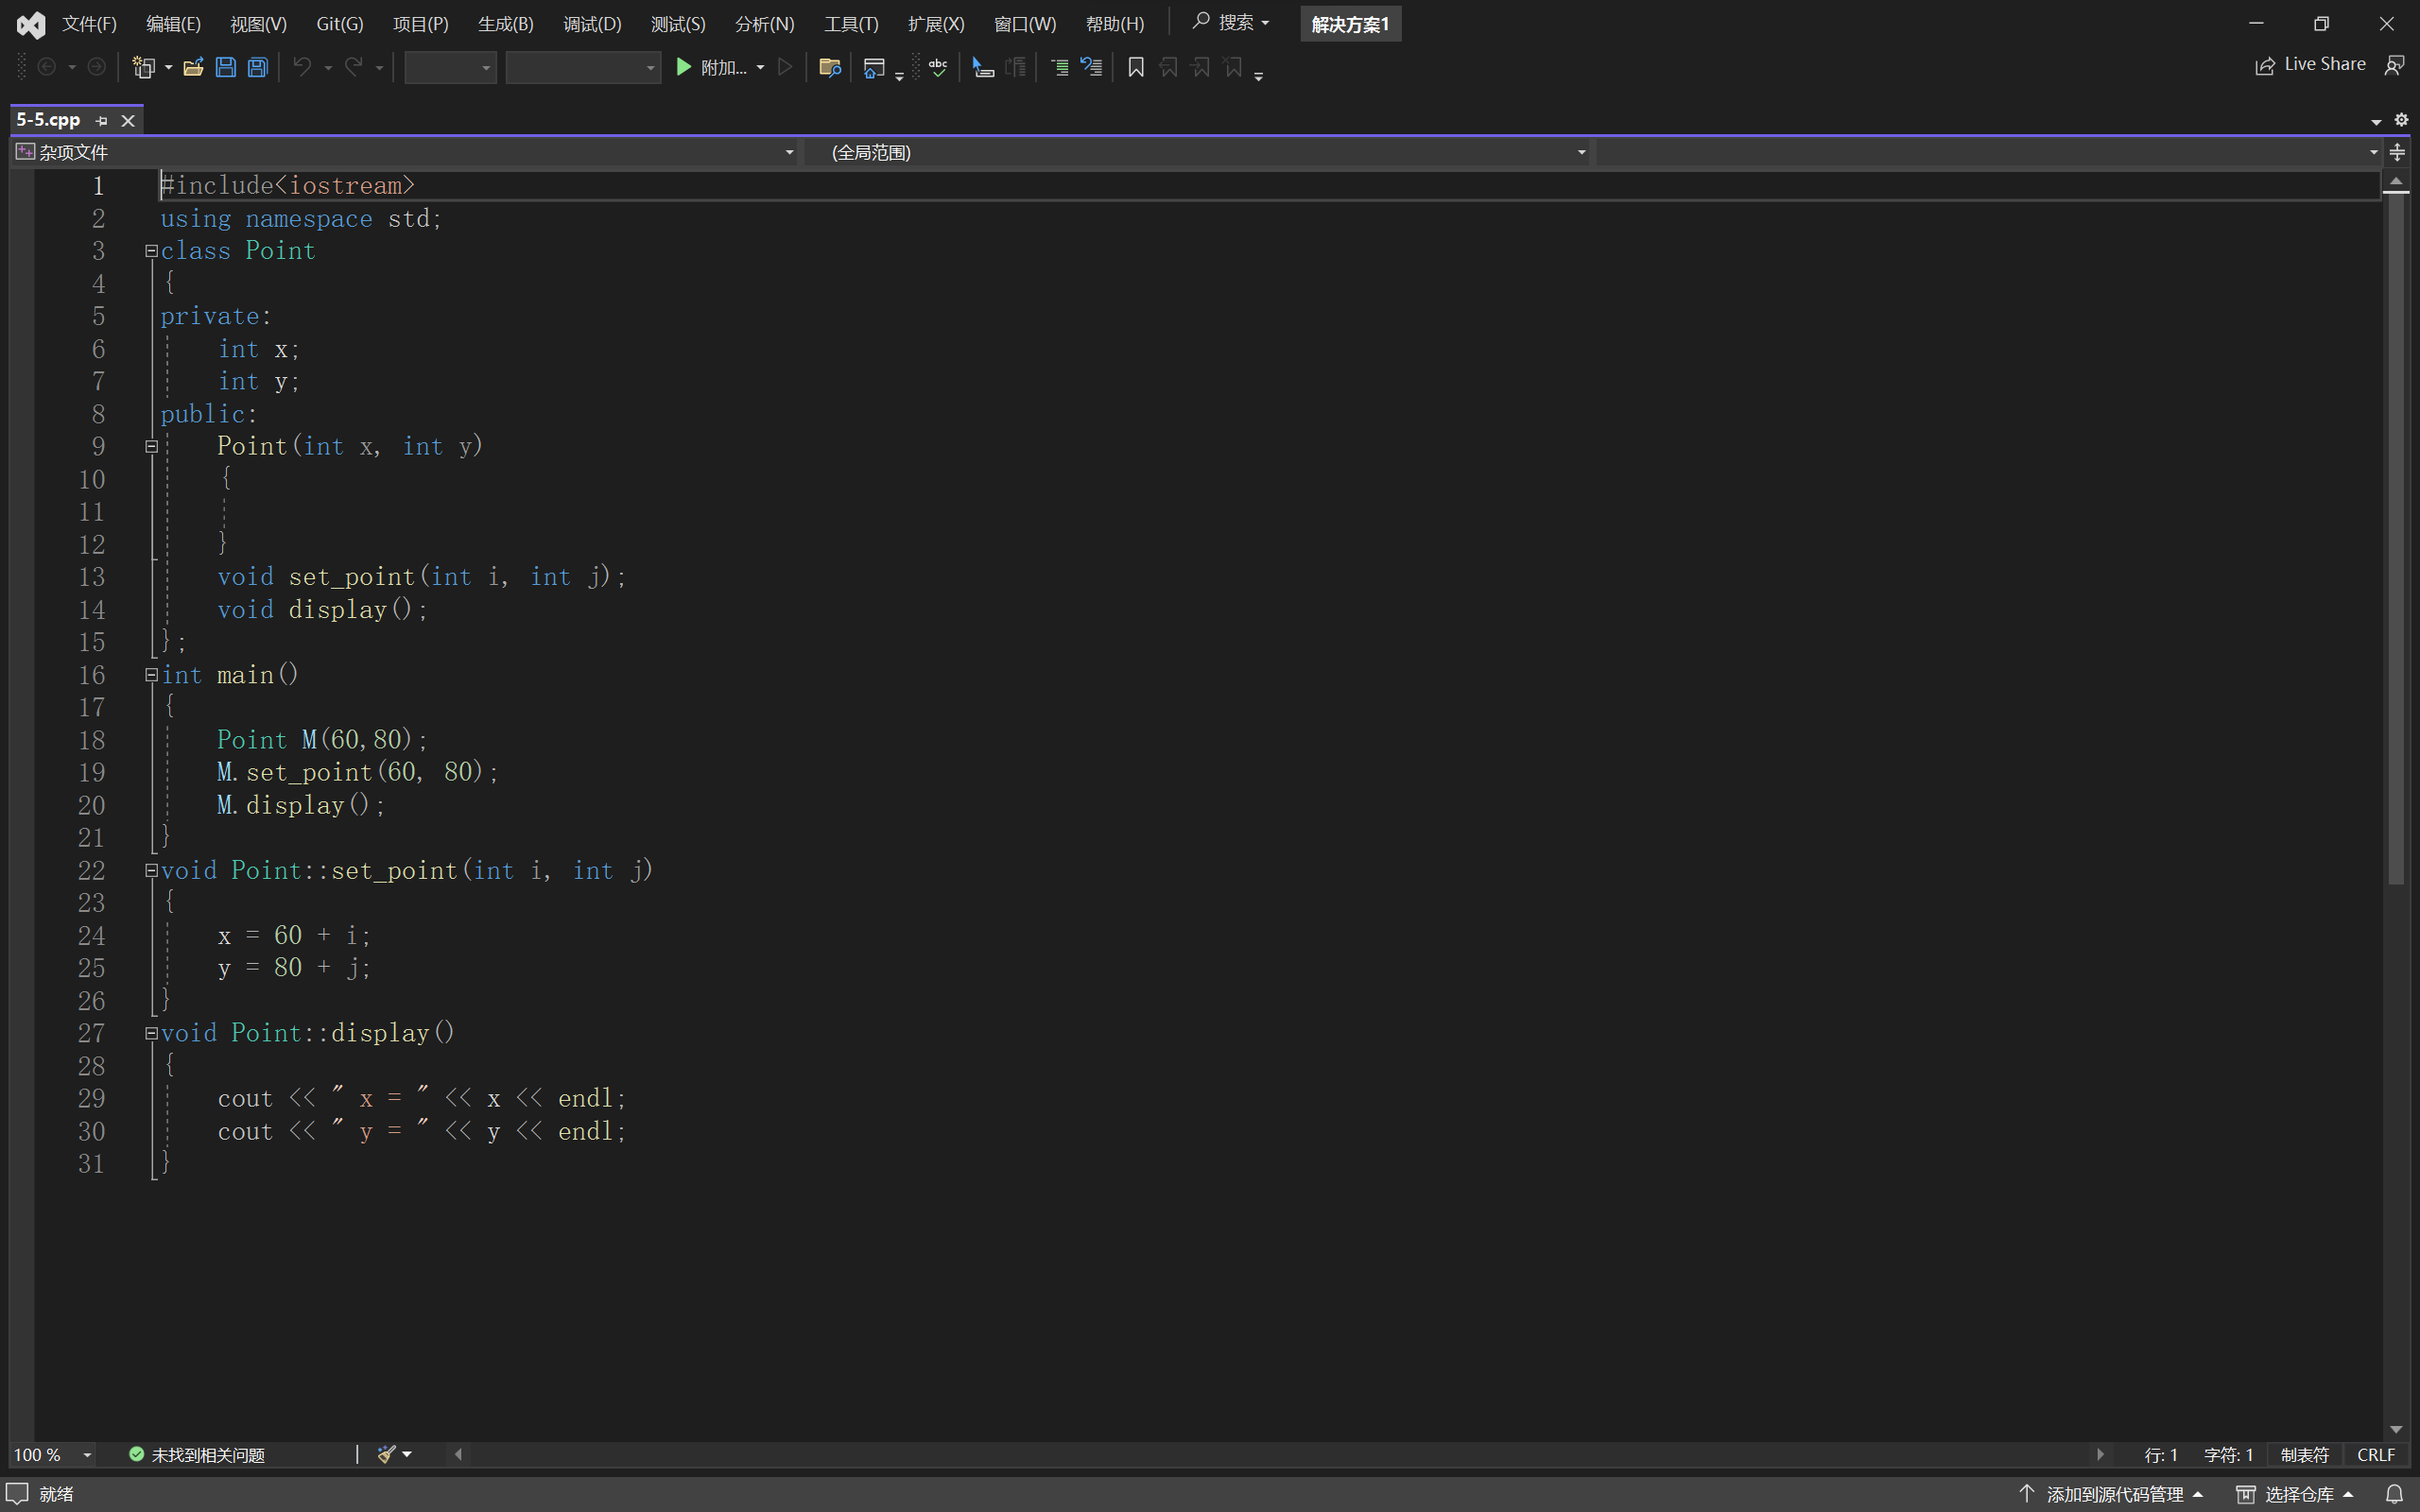 文件(F) 编辑(E) 视图(V) Git(G) 项目(P) 生成(B) 调试(D) 测试(S) 分析(N) 工具(T) 扩展(X) 窗口(W) 帮助(H) 搜索 解决方案1
附加... abc Live Share
5-5.cpp
杂项文件 (全局范围)
1 #include<iostream>
2 using namespace std;
3 class Point
4 {
5 private:
6 int x;
7 int y;
8 public:
9 Point(int x, int y)
10 {
11
12 }
13 void set_point(int i, int j);
14 void display();
15 };
16 int main()
17 {
18 Point M(60,80);
19 M.set_point(60, 80);
20 M.display();
21 }
22 void Point::set_point(int i, int j)
23 {
24 x = 60 + i;
25 y = 80 + j;
26 }
27 void Point::display()
28 {
29 cout << " x = " << x << endl;
30 cout << " y = " << y << endl;
31 }
100 % 未找到相关问题 行: 1 字符: 1 制表符 CRLF
就绪 添加到源代码管理 选择仓库